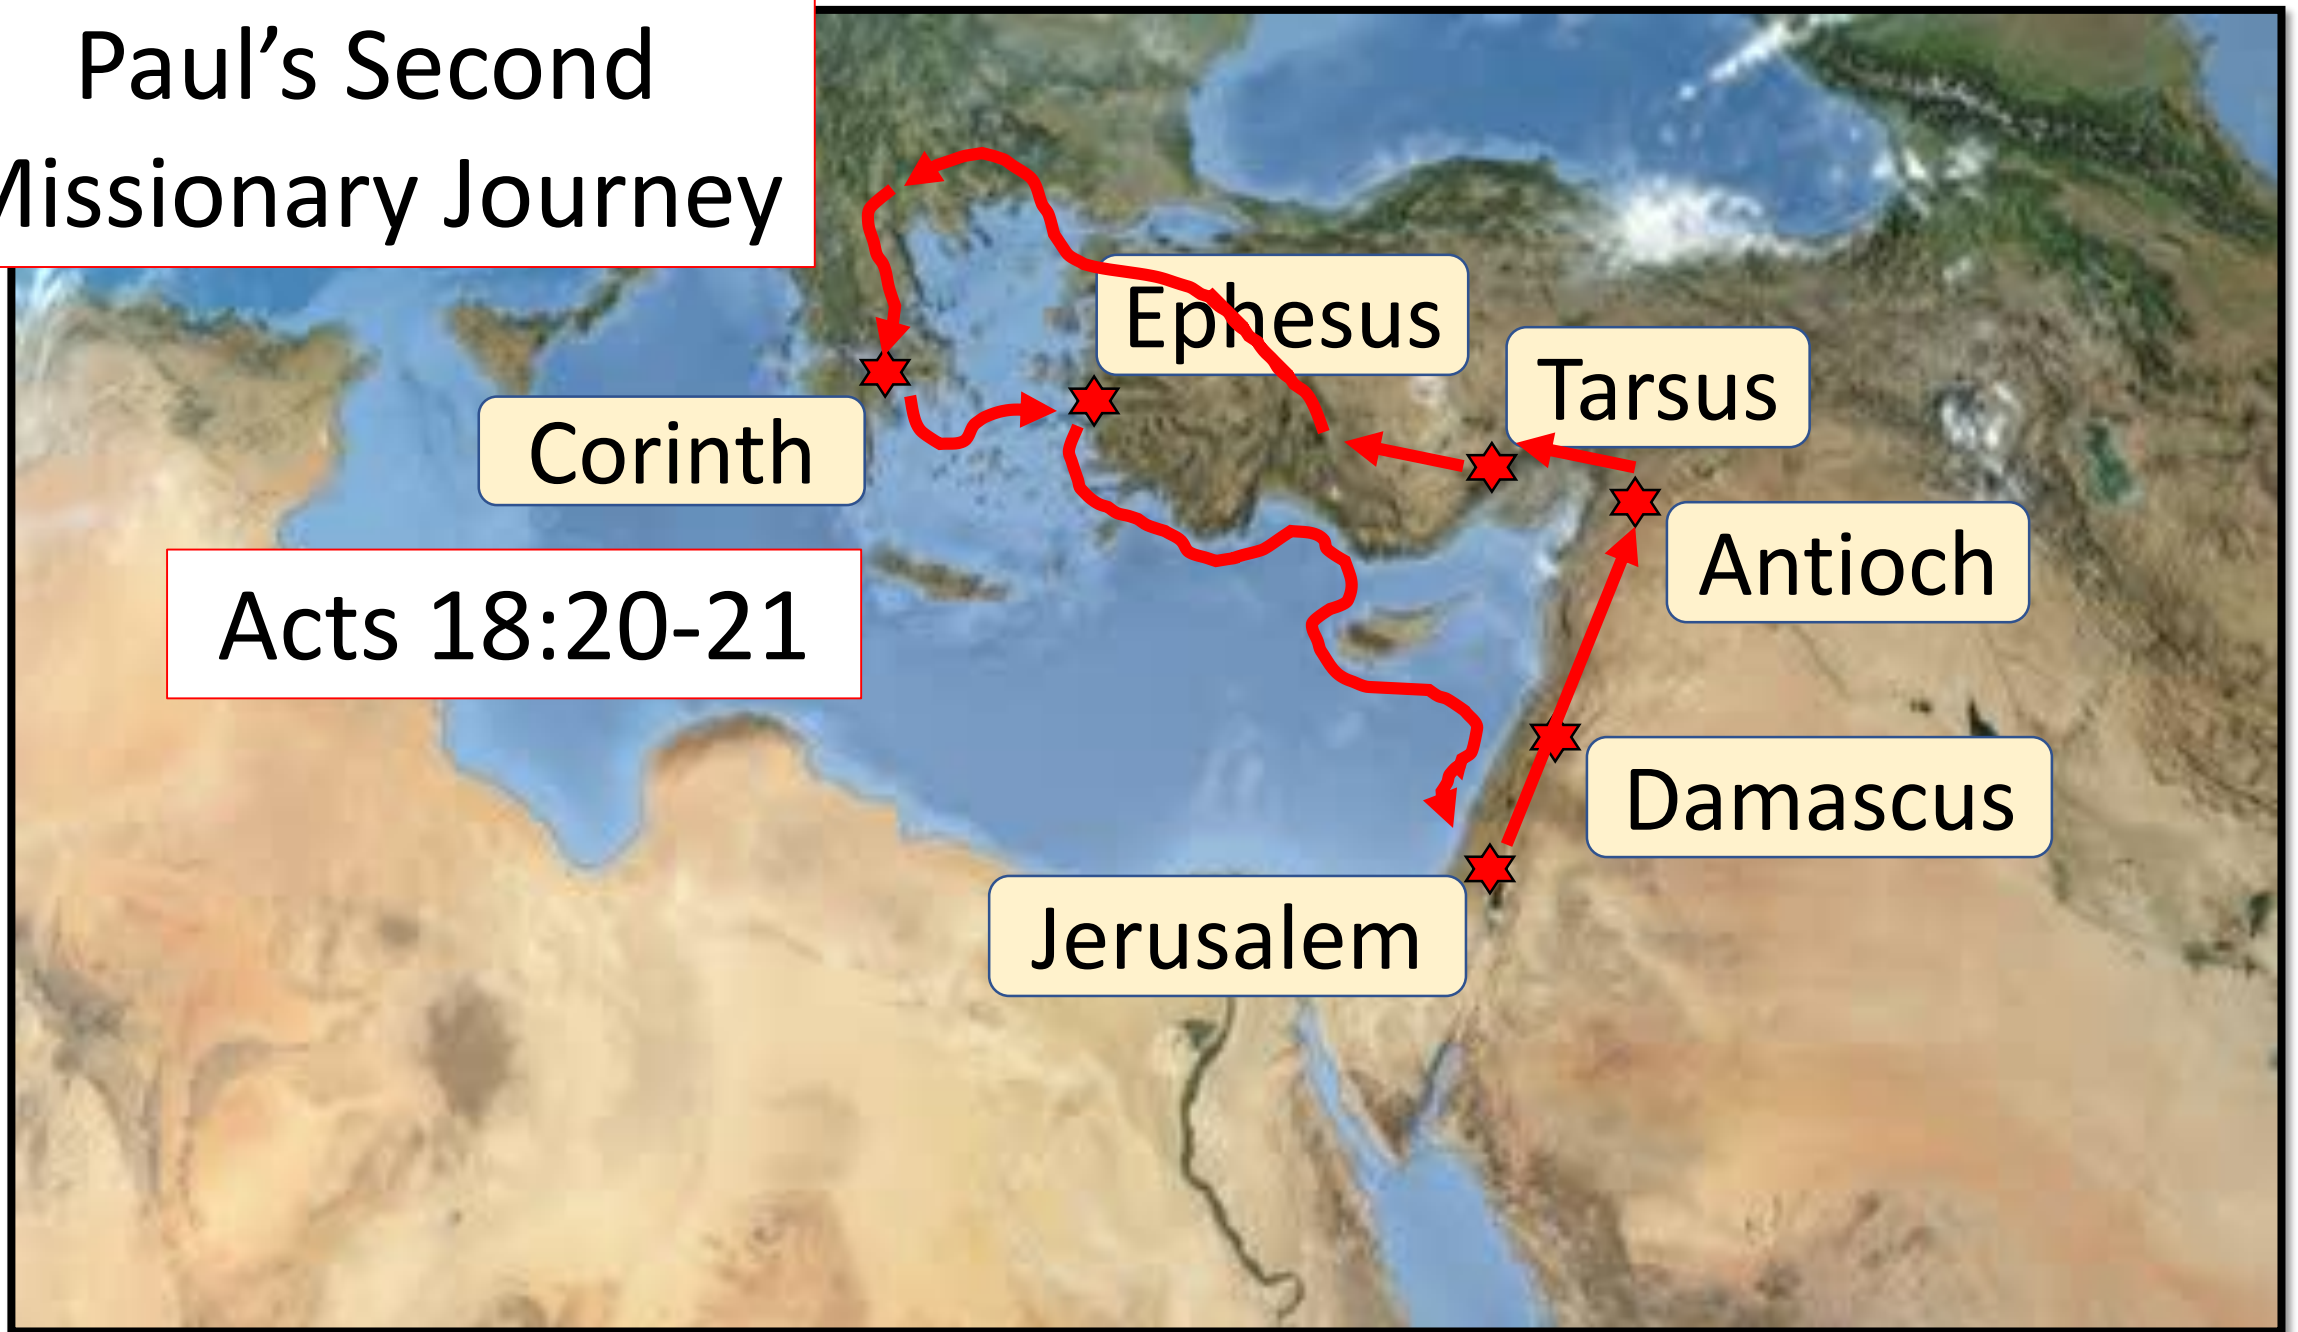 Paul’s Second
Missionary Journey
Ephesus
Tarsus
Corinth
Antioch
Acts 18:20-21
Damascus
Jerusalem